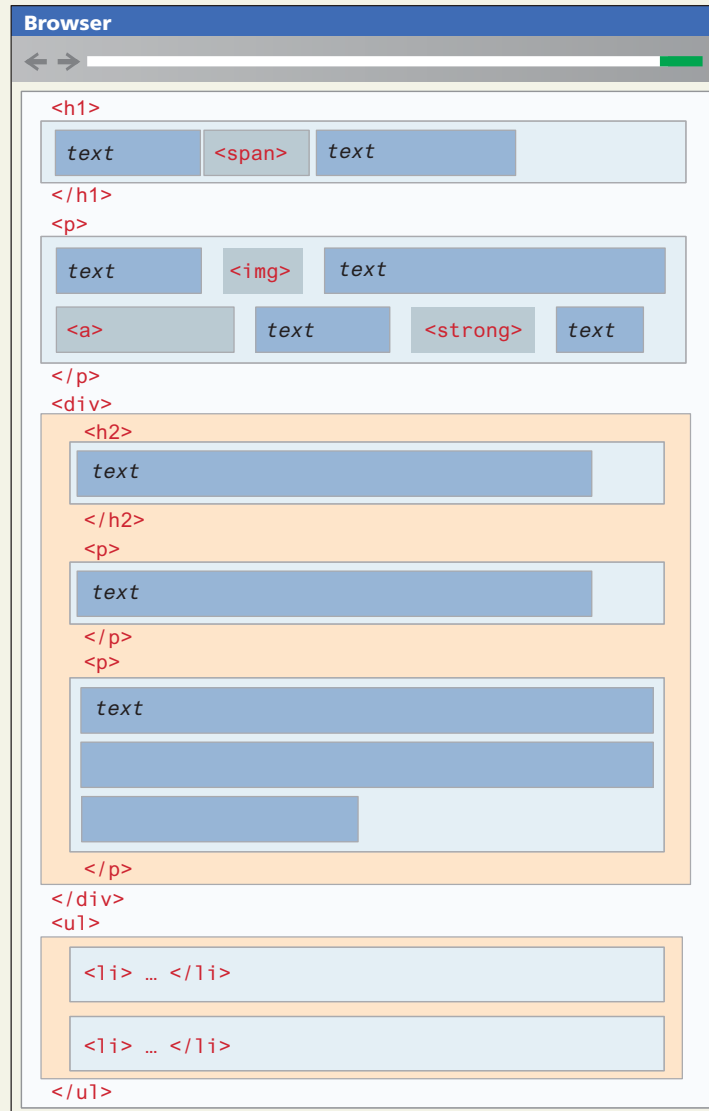 Browser
<h1>
text <span> text
</h1>
<p>
text <img> text
<a> text <strong> text
</p>
<div>
<h2>
text
</h2>
<p>
text
</p>
<p>
text
</p>
</div>
<ul>
<li> … </li>
<li> … </li>
</ul>